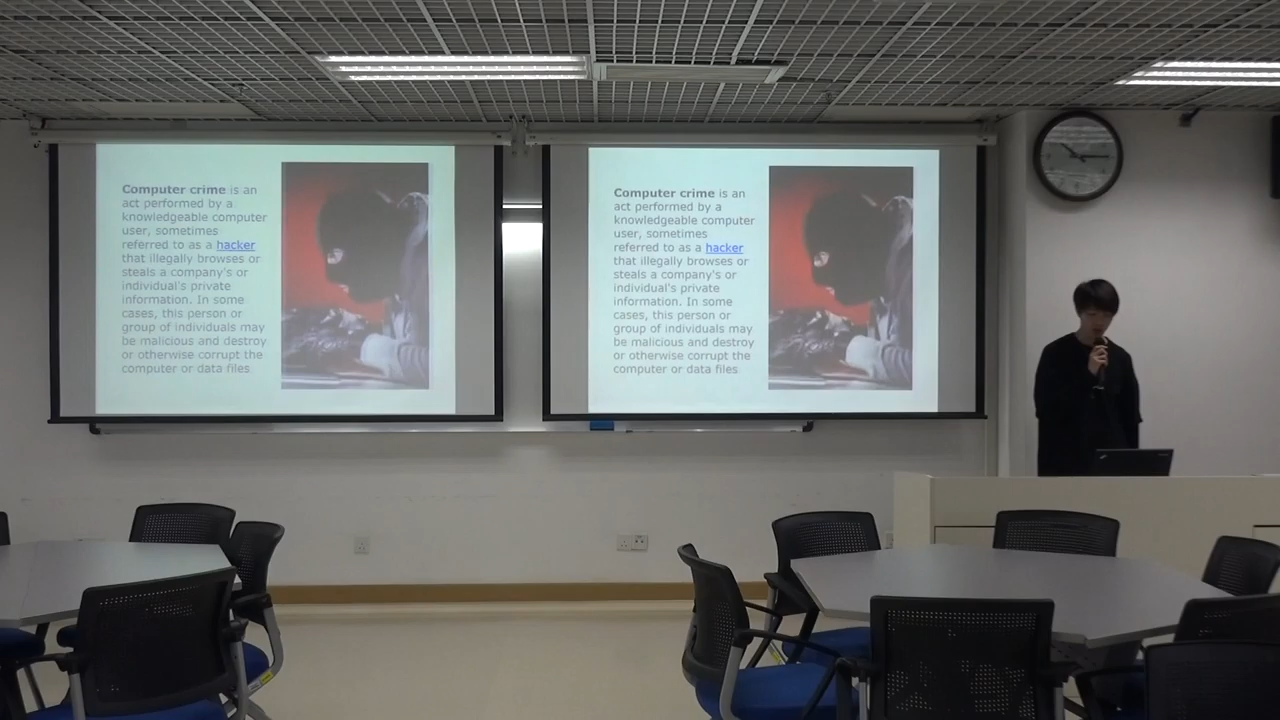 Computer crime is an
act performed by a
knowledgeable computer
user, sometimes
referred to as a hacker
that illegally browses or
steals a company's or
individual's private
information. In some
cases, this person or
group of individuals may
be malicious and destroy
or otherwise corrupt the
computer or data files
Computer crime is an
act performed by a
knowledgeable computer
user, sometimes
referred to as a hacker
that illegally browses or
steals a company's or
individual's private
information. In some
cases, this person or
group of individuals may
be malicious and destroy
or otherwise corrupt the
computer or data files